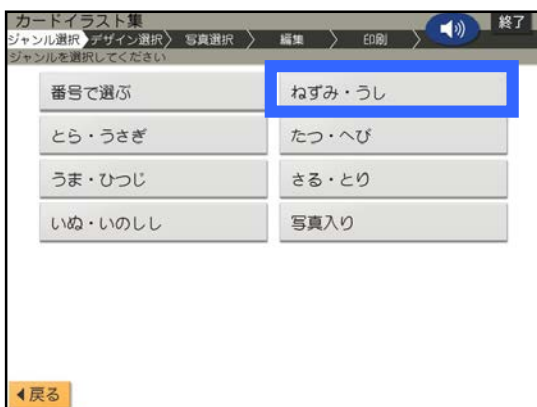 カードイラスト集
終了
ジャンル選択 デザイン選択 写真選択 編集 印刷
ジャンルを選択してください
番号で選ぶ ねずみ・うし
とら・うさぎ たつ・へび
うま・ひつじ さる・とり
いぬ・いのしし 写真入り
戻る